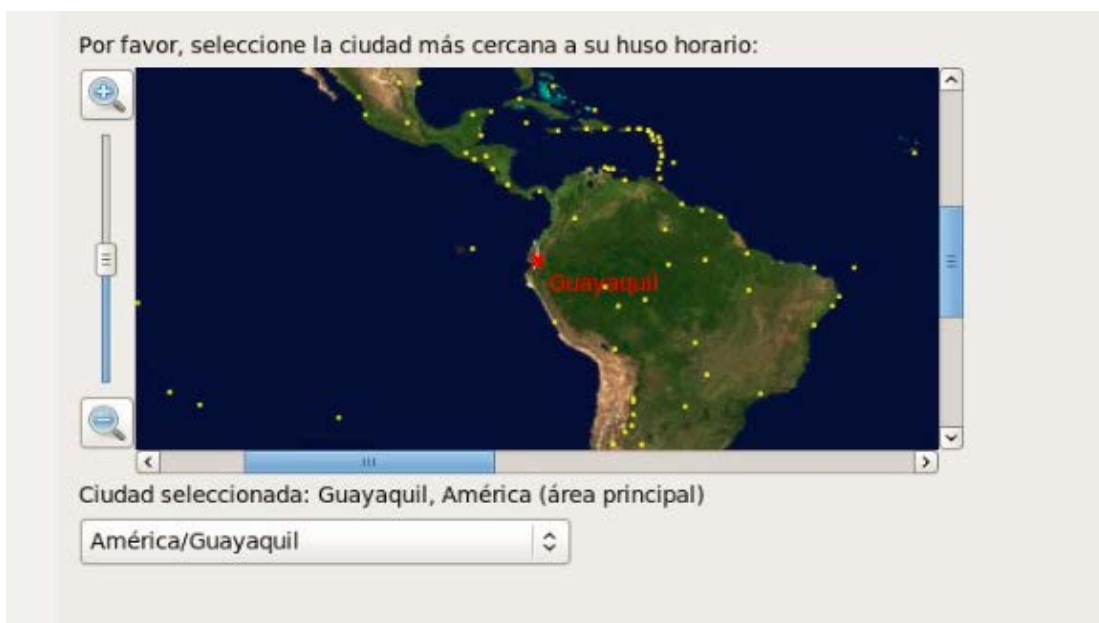 Por favor, seleccione la ciudad más cercana a su huso horario:
Guayaquil
Ciudad seleccionada: Guayaquil, América (área principal)
América/Guayaquil